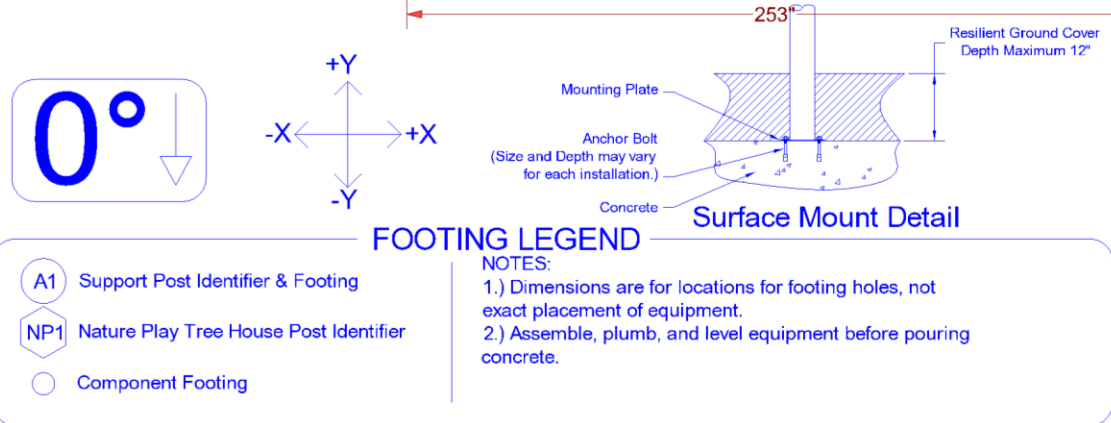 253"
Resilient Ground Cover
Depth Maximum 12"
0°
+Y
-X
+X
-Y
Mounting Plate
Anchor Bolt
(Size and Depth may vary
for each installation.)
Concrete
Surface Mount Detail
FOOTING LEGEND
A1 Support Post Identifier & Footing
NP1 Nature Play Tree House Post Identifier
Component Footing
NOTES:
1.) Dimensions are for locations for footing holes, not
exact placement of equipment.
2.) Assemble, plumb, and level equipment before pouring
concrete.